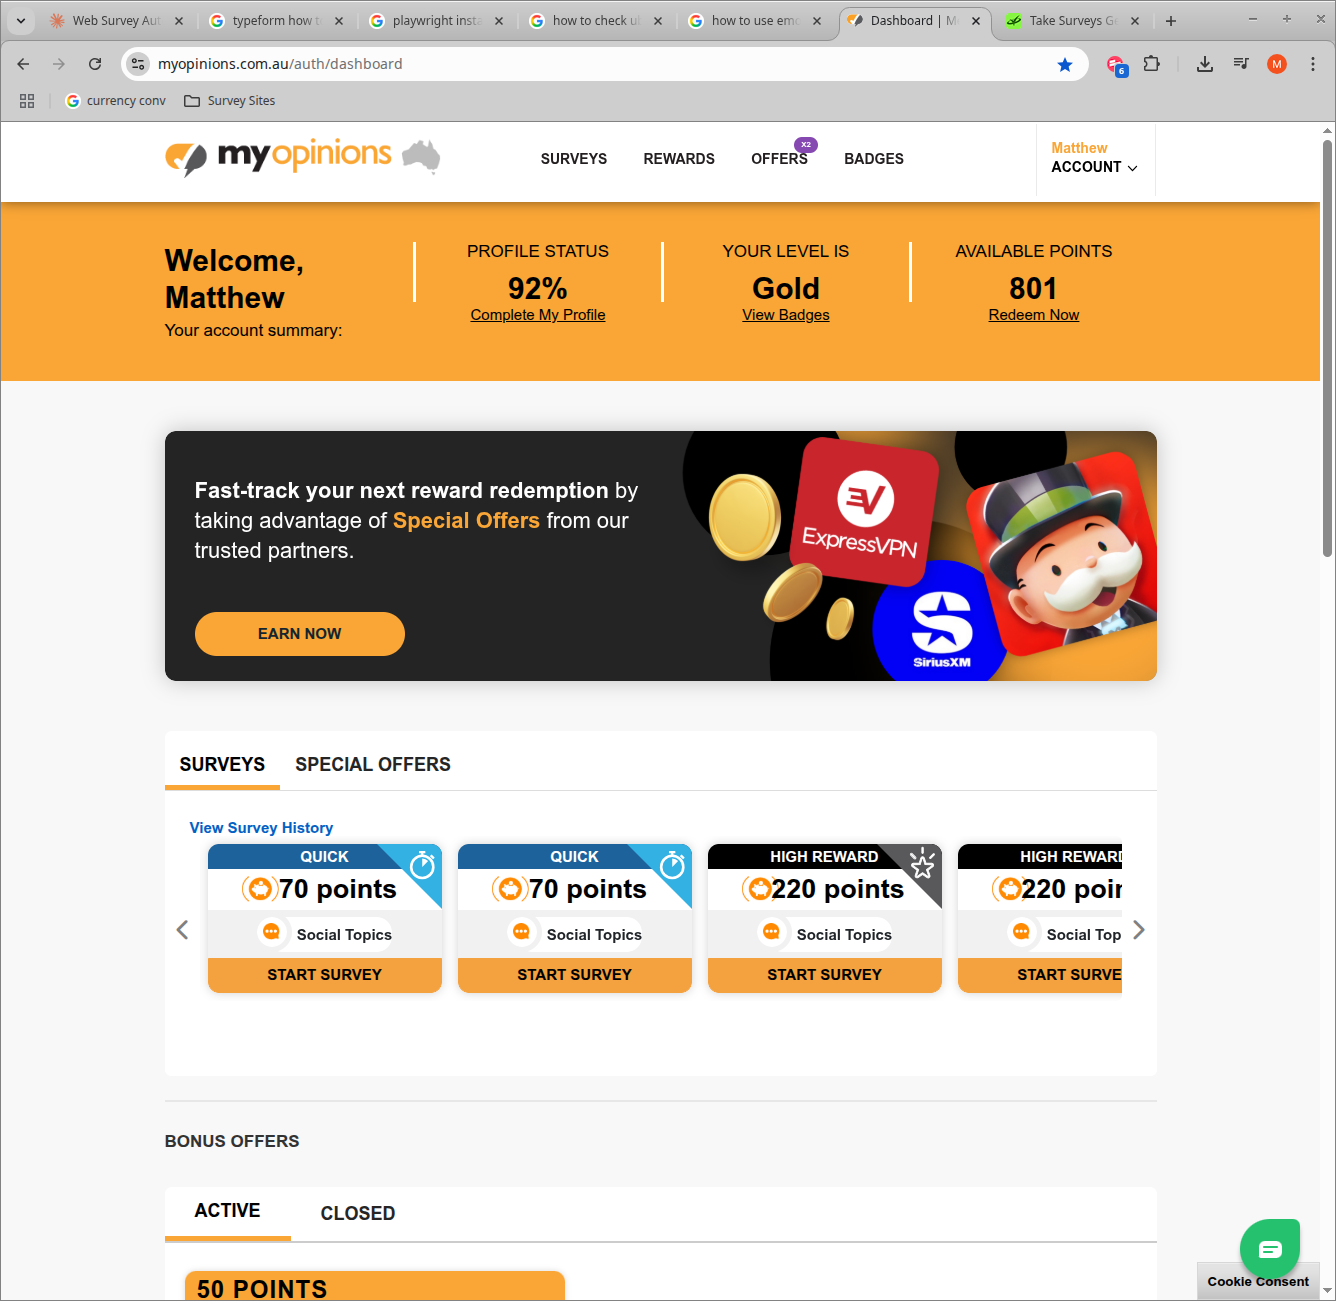 Web Survey Aut
typeform how t
playwright insta
how to check u
how to use emo
Dashboard | M
Take Surveys Ge
myopinions.com.au/auth/dashboard
6
M
currency conv
Survey Sites
myopinions
SURVEYS
REWARDS
OFFERS
X2
BADGES
Matthew
ACCOUNT
Welcome,
Matthew
Your account summary:
PROFILE STATUS
92%
Complete My Profile
YOUR LEVEL IS
Gold
View Badges
AVAILABLE POINTS
801
Redeem Now
Fast-track your next reward redemption by
taking advantage of Special Offers from our
trusted partners.
EARN NOW
ExpressVPN
SiriusXM
SURVEYS
SPECIAL OFFERS
View Survey History
QUICK
70 points
Social Topics
START SURVEY
QUICK
70 points
Social Topics
START SURVEY
HIGH REWARD
220 points
Social Topics
START SURVEY
HIGH REWARD
220 poin
Social Top
START SURVE
BONUS OFFERS
ACTIVE
CLOSED
50 POINTS
Cookie Consent